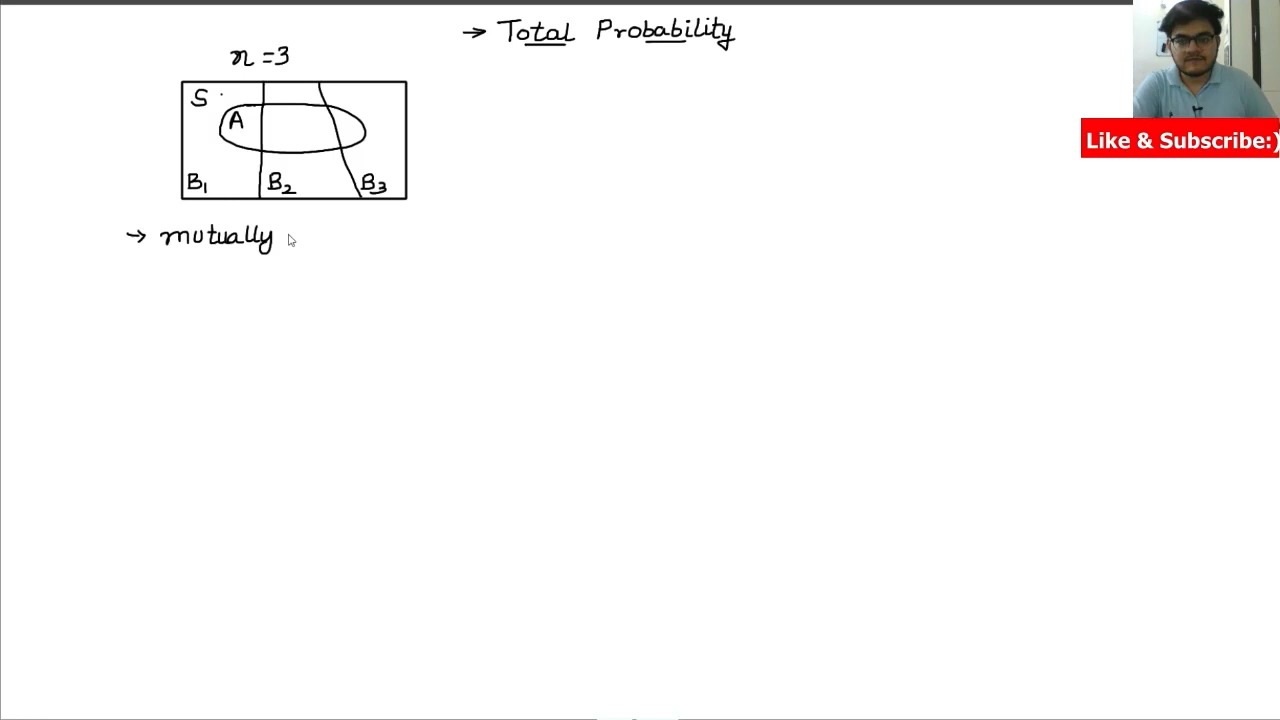 → Total Probability
n = 3
S
A
B₁ B₂ B₃
→ mutually
Like & Subscribe:)